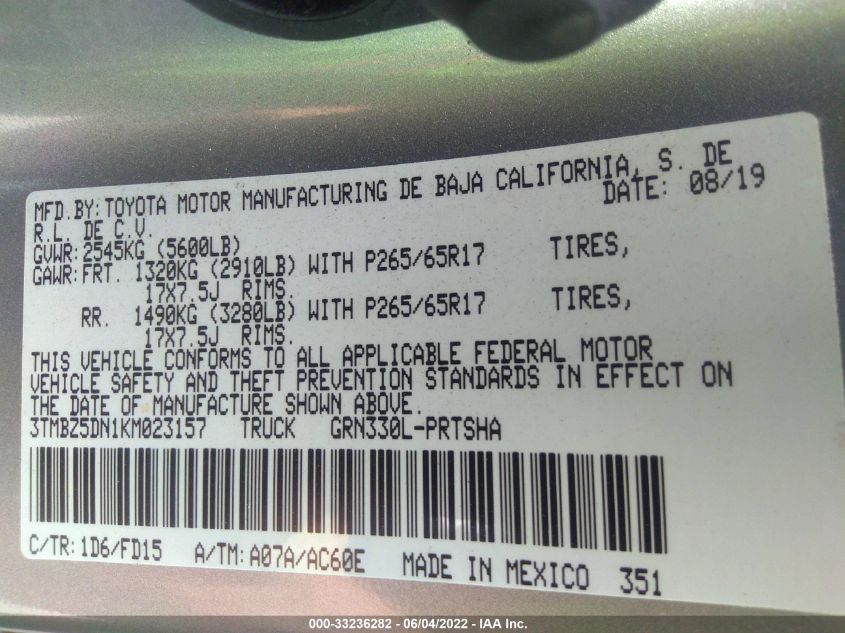 MFD.BY: TOYOTA MOTOR MANUFACTURING DE BAJA CALIFORNIA, S. DE
R.L. DE C.V. DATE: 08/19
GVWR: 2545KG (5600LB)
GAWR: FRT. 1320KG (2910LB) WITH P265/65R17 TIRES,
17X7.5J RIMS.
RR. 1490KG (3280LB) WITH P265/65R17 TIRES,
17X7.5J RIMS.
THIS VEHICLE CONFORMS TO ALL APPLICABLE FEDERAL MOTOR
VEHICLE SAFETY AND THEFT PREVENTION STANDARDS IN EFFECT ON
THE DATE OF MANUFACTURE SHOWN ABOVE.
3TMBZ5DN1KM023157 TRUCK GRN330L-PRTSHA
C/TR: 1D6/FD15 A/TM: A07A/AC60E MADE IN MEXICO 351
000-33236282 - 06/04/2022 - IAA Inc.